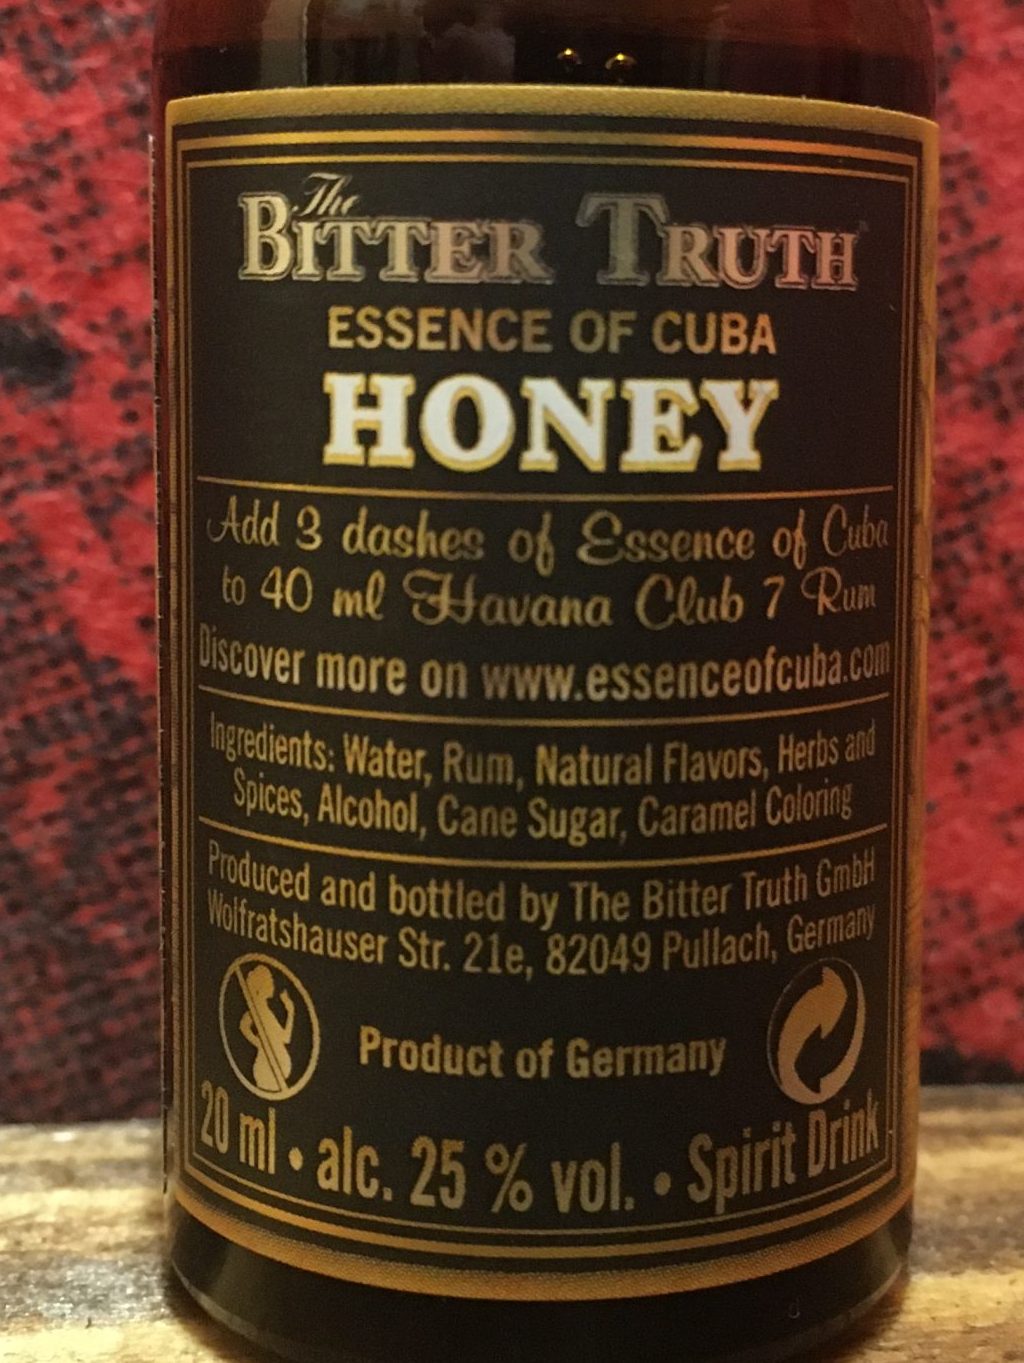 The
BITTER TRUTH
ESSENCE OF CUBA
HONEY
Add 3 dashes of Essence of Cuba
to 40 ml Havana Club 7 Rum
Discover more on www.essenceofcuba.com
Ingredients: Water, Rum, Natural Flavors, Herbs and
Spices, Alcohol, Cane Sugar, Caramel Coloring
Produced and bottled by The Bitter Truth GmbH
Wolfratshauser Str. 21e, 82049 Pullach, Germany
Product of Germany
20 ml • alc. 25 % vol. • Spirit Drink